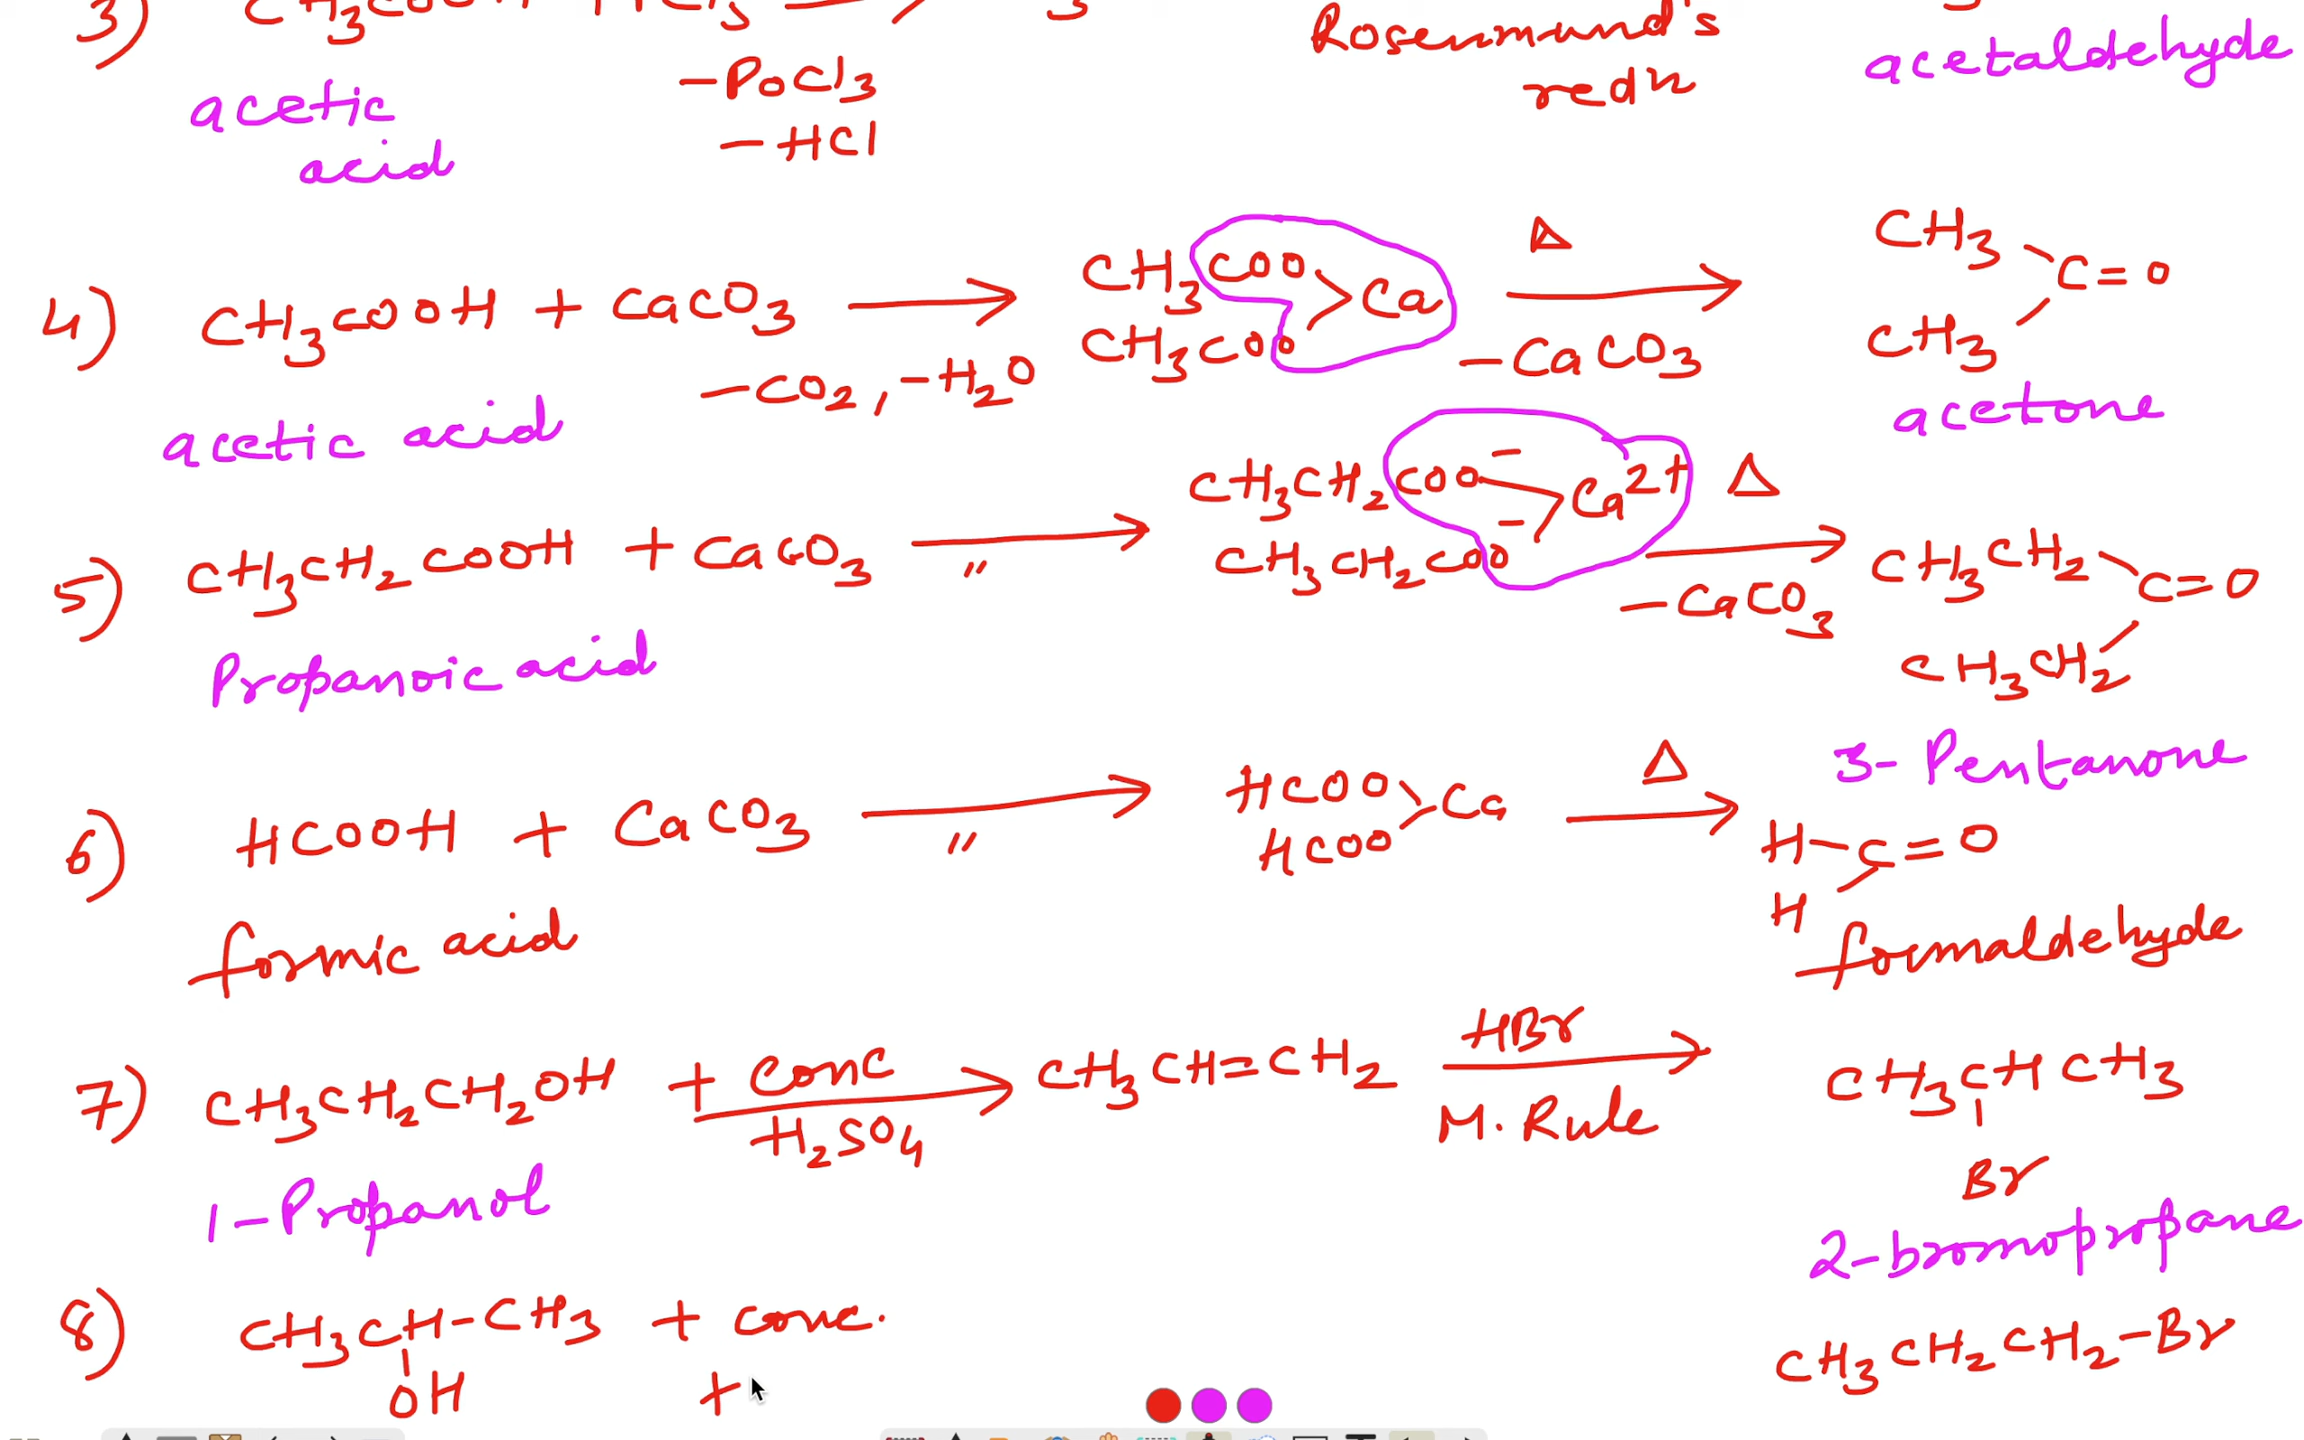 3) Rosenmund's
-POCl3 redn acetaldehyde
acetic -HCl
acid
4) CH3COOH + CaCO3 → CH3COO > Ca Δ → CH3 > C=O
-CO2, -H2O CH3COO -CaCO3 CH3
acetic acid acetone
5) CH3CH2COOH + CaCO3 → CH3CH2COO⁻ > Ca2+ Δ → CH3CH2 > C=O
" CH3CH2COO⁻ -CaCO3 CH3CH2
Propanoic acid 3-Pentanone
6) HCOOH + CaCO3 → HCOO > Ca Δ → H-C=O
" HCOO H
formic acid formaldehyde
7) CH3CH2CH2OH + Conc H2SO4 → CH3CH=CH2 HBr → CH3CHCH3
M. Rule Br
1-Propanol 2-bromopropane
8) CH3CH-CH3 + conc. CH3CH2CH2-Br
OH +